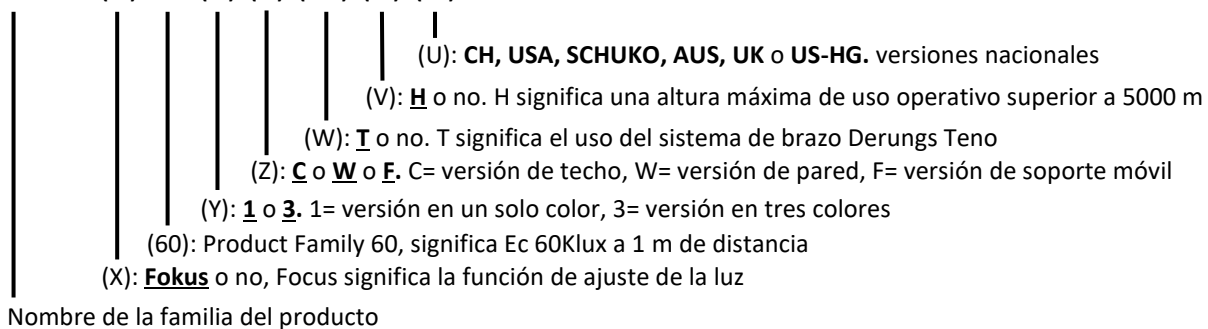 (U): CH, USA, SCHUKO, AUS, UK o US-HG. versiones nacionales
(V): H o no. H significa una altura máxima de uso operativo superior a 5000 m
(W): T o no. T significa el uso del sistema de brazo Derungs Teno
(Z): C o W o F. C= versión de techo, W= versión de pared, F= versión de soporte móvil
(Y): 1 o 3. 1= versión en un solo color, 3= versión en tres colores
(60): Product Family 60, significa Ec 60Klux a 1 m de distancia
(X): Fokus o no, Focus significa la función de ajuste de la luz
Nombre de la familia del producto